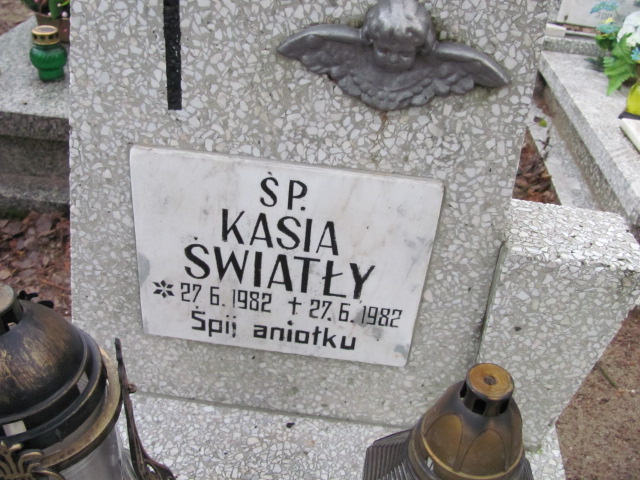 ŚP.
KASIA
ŚWIATŁY
* 27. 6. 1982 ✝ 27. 6. 1982
Śpij aniołku